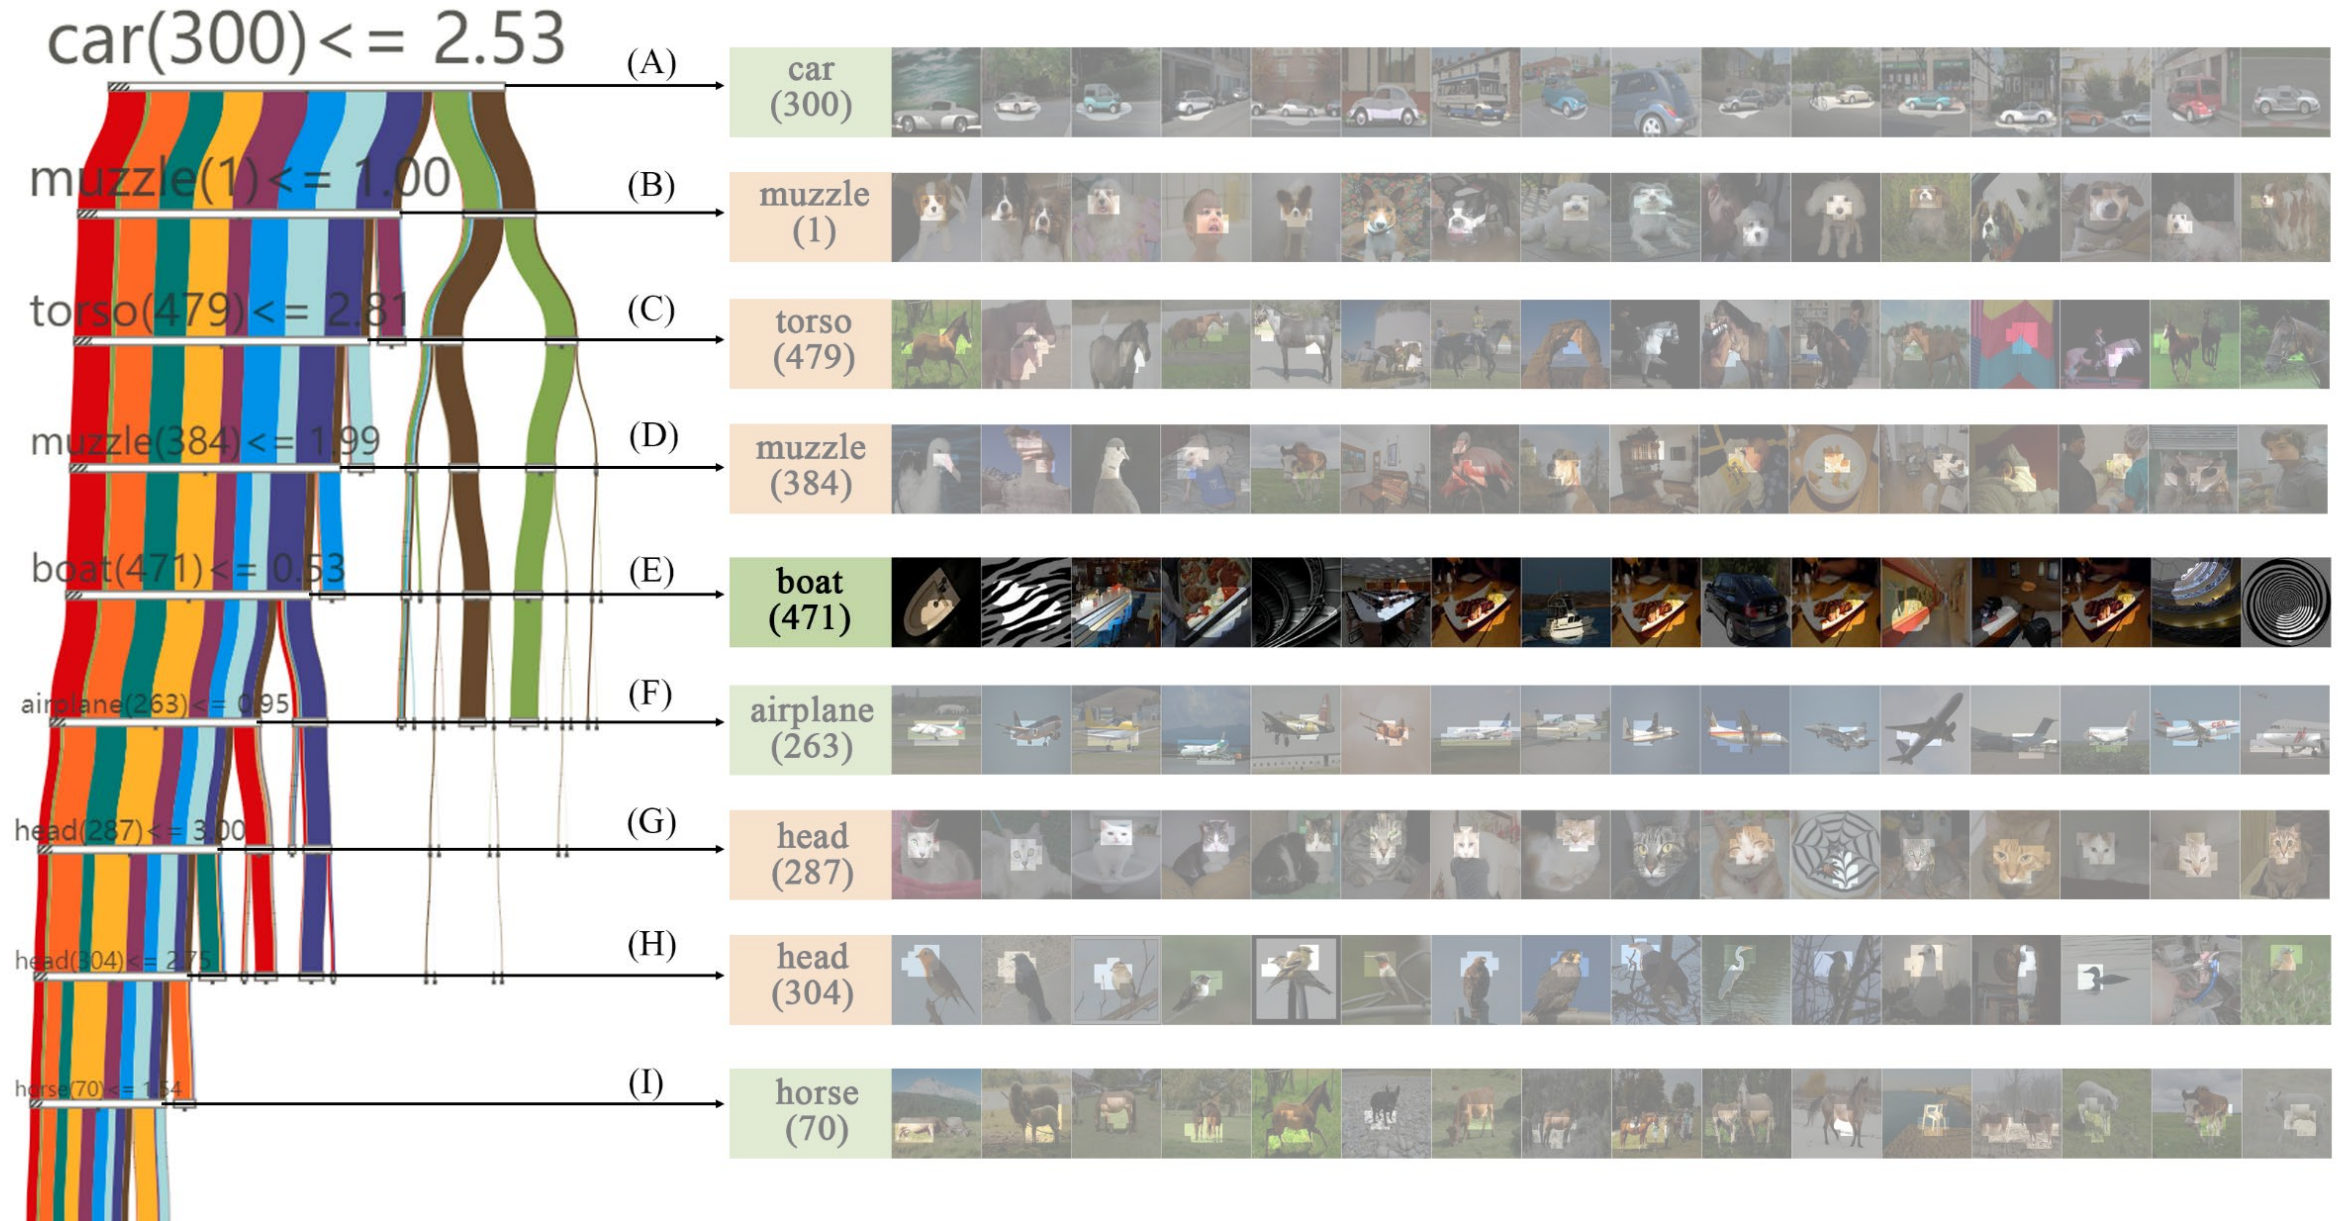 car(300)<= 2.53
(A)
car
(300)
muzzle(1)<= 1.00
(B)
muzzle
(1)
torso(479)<= 2.81
(C)
torso
(479)
muzzle(384)<= 1.99
(D)
muzzle
(384)
boat(471)<= 0.53
(E)
boat
(471)
airplane(263)<= 0.95
(F)
airplane
(263)
head(287)<= 3.00
(G)
head
(287)
head(304)<= 2.75
(H)
head
(304)
horse(70)<= 1.54
(I)
horse
(70)